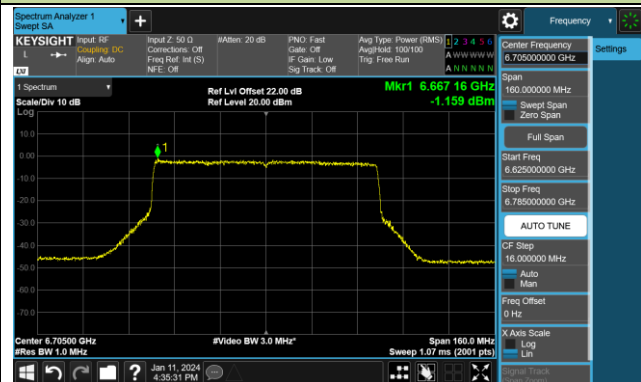 Spectrum Analyzer 1
Swept SA
Frequency
KEYSIGHT
L
LXI
Input: RF
Coupling: DC
Align: Auto
Input Z: 50 Ω
Corrections: Off
Freq Ref: Int (S)
NFE: Off
#Atten: 20 dB
PNO: Fast
Gate: Off
IF Gain: Low
Sig Track: Off
Avg Type: Power (RMS)
Avg|Hold: 100/100
Trig: Free Run
1 2 3 4 5 6
A W W W W W
A N N N N N
Settings
1 Spectrum
Scale/Div 10 dB
Log
Ref Lvl Offset 22.00 dB
Ref Level 20.00 dBm
Mkr1 6.667 16 GHz
-1.159 dBm
10.0
0.00
-10.0
-20.0
-30.0
-40.0
-50.0
-60.0
-70.0
1
Center 6.70500 GHz
#Res BW 1.0 MHz
#Video BW 3.0 MHz*
Span 160.0 MHz
Sweep 1.07 ms (2001 pts)
Center Frequency
6.705000000 GHz
Span
160.000000 MHz
Swept Span
Zero Span
Full Span
Start Freq
6.625000000 GHz
Stop Freq
6.785000000 GHz
AUTO TUNE
CF Step
16.000000 MHz
Auto
Man
Freq Offset
0 Hz
X Axis Scale
Log
Lin
Signal Track
Jan 11, 2024
4:35:31 PM